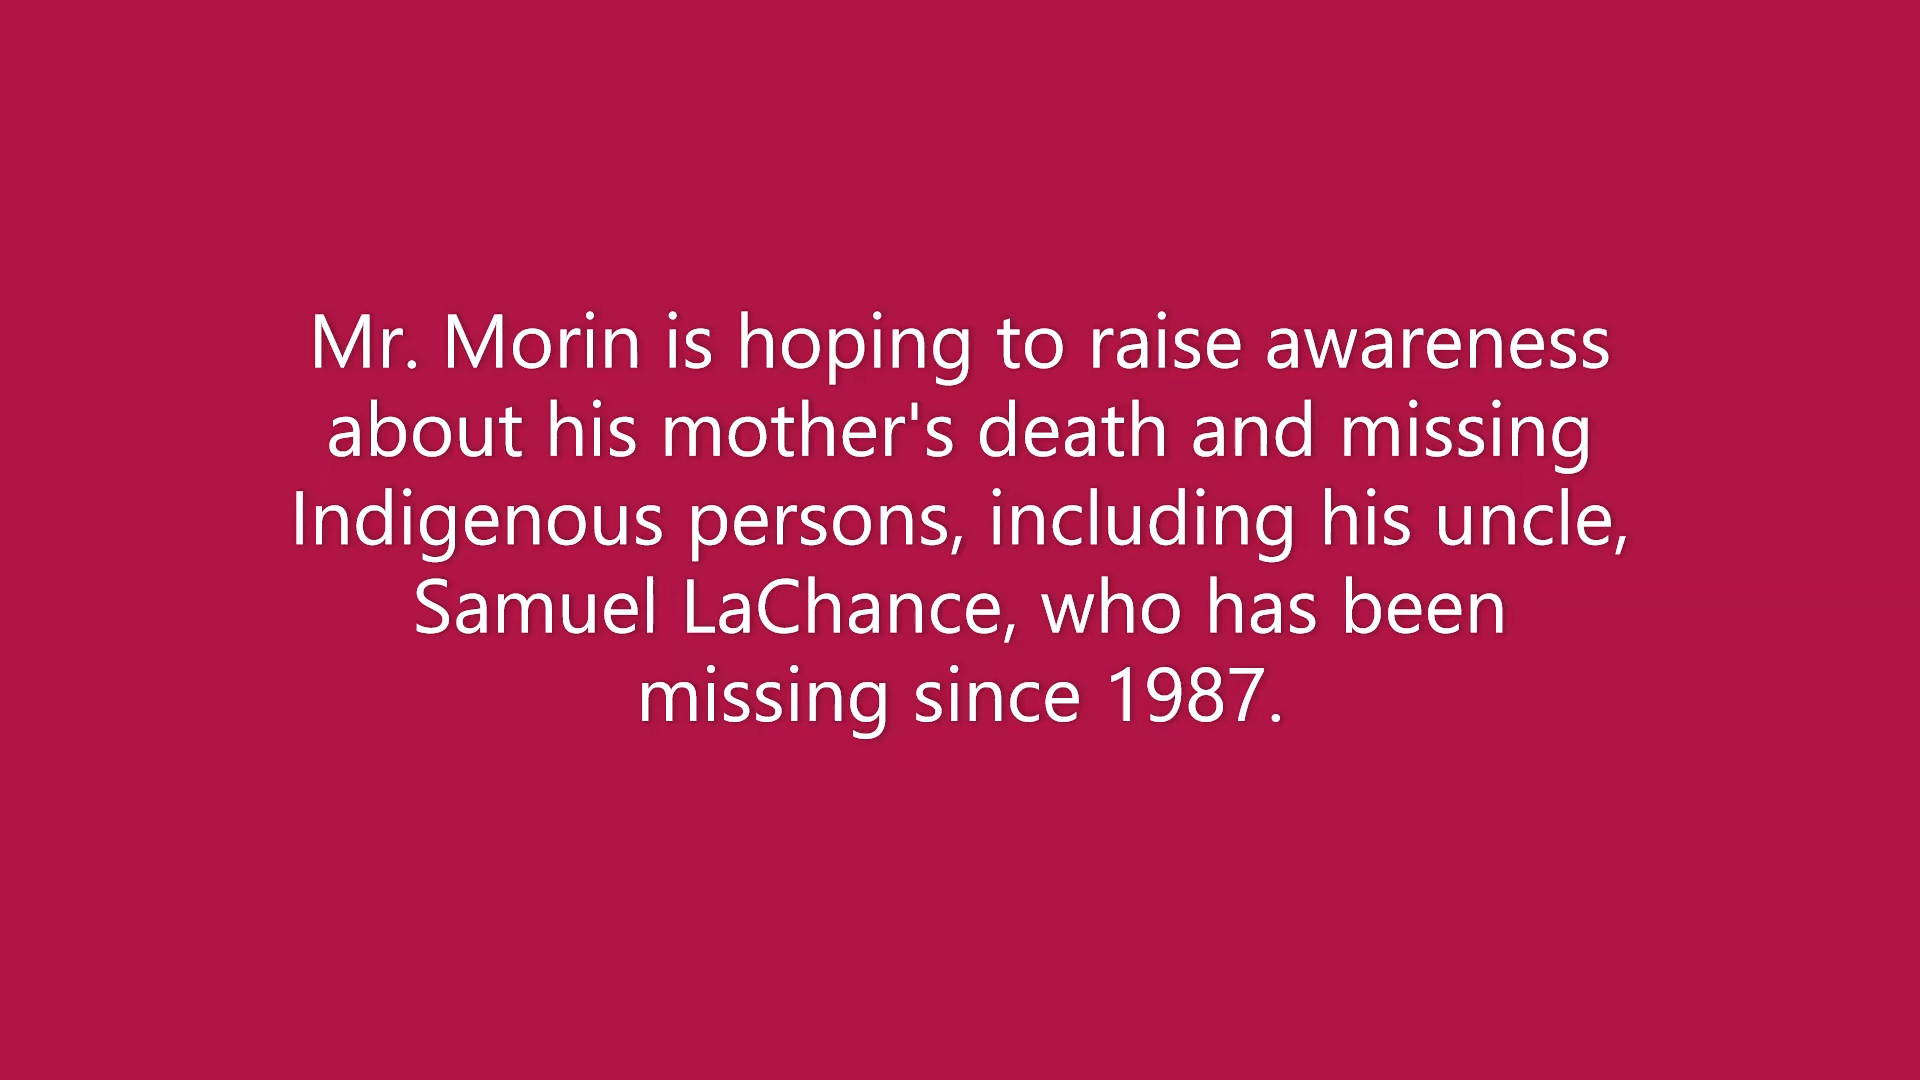 Mr. Morin is hoping to raise awareness
about his mother's death and missing
Indigenous persons, including his uncle,
Samuel LaChance, who has been
missing since 1987.